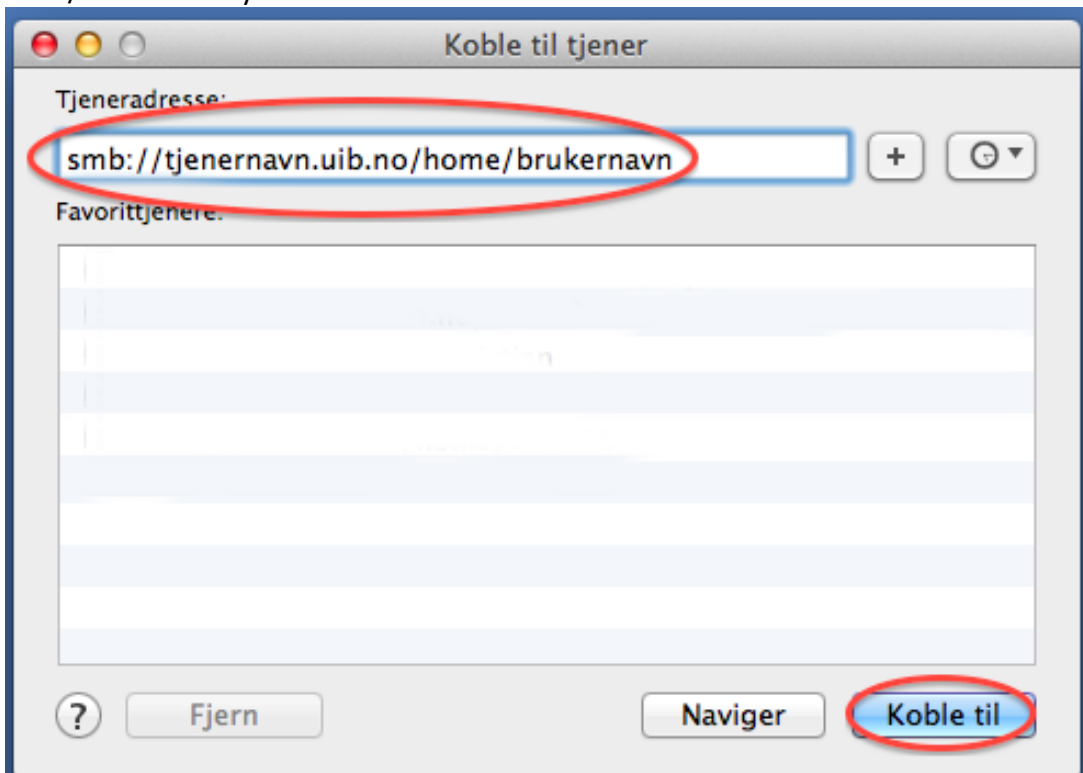 Koble til tjener
Tjeneradresse:
smb://tjenernavn.uib.no/home/brukernavn
+
Favorittjenere:
? Fjern Naviger Koble til